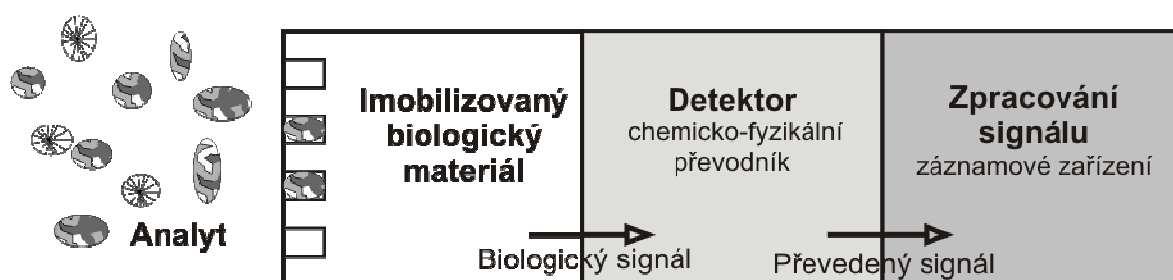 Analyt
Imobilizovaný
biologický
materiál
Biologický signál
Detektor
chemicko-fyzikální
převodník
Převedený signál
Zpracování
signálu
záznamové zařízení